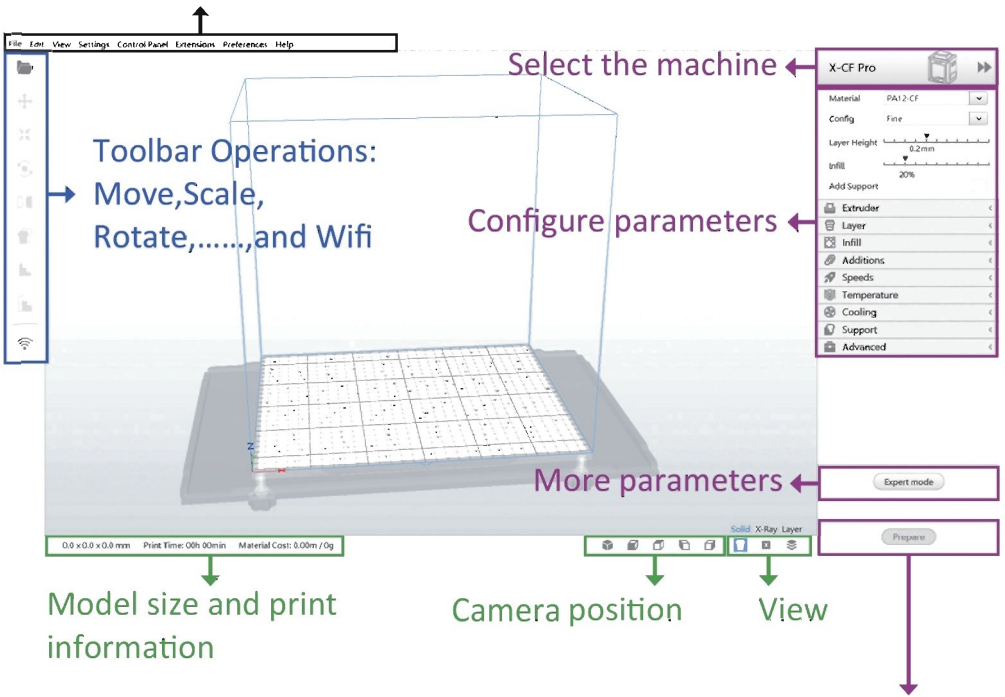 File Edit View Settings Control Panel Extensions Preferences Help
Select the machine
X-CF Pro
Material PA12-CF
Config Fine
Layer Height
0.2mm
Infill
20%
Add Support
Toolbar Operations:
Move,Scale,
Rotate,......,and Wifi
Configure parameters
Extruder
Layer
Infill
Additions
Speeds
Temperature
Cooling
Support
Advanced
Z
More parameters
Expert mode
Solid X-Ray Layer
0.0 x 0.0 x 0.0 mm Print Time: 00h 00min Material Cost: 0.00m / 0g
Prepare
Model size and print
information
Camera position
View